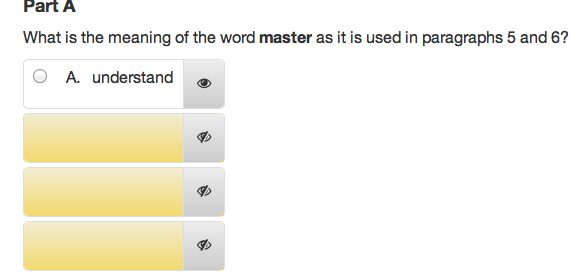 Part A
What is the meaning of the word master as it is used in paragraphs 5 and 6?
A. understand